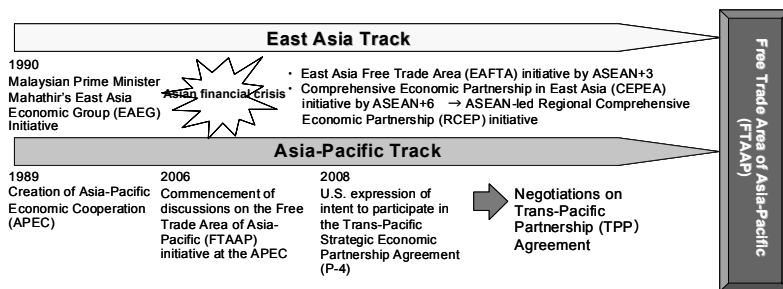 East Asia Track
1990
Malaysian Prime Minister
Mahathir's East Asia
Economic Group (EAEG)
Initiative
Asian financial crisis
・ East Asia Free Trade Area (EAFTA) initiative by ASEAN+3
・ Comprehensive Economic Partnership in East Asia (CEPEA)
initiative by ASEAN+6 → ASEAN-led Regional Comprehensive
Economic Partnership (RCEP) initiative
Asia-Pacific Track
1989
Creation of Asia-Pacific
Economic Cooperation
(APEC)
2006
Commencement of
discussions on the Free
Trade Area of Asia-
Pacific (FTAAP)
initiative at the APEC
2008
U.S. expression of
intent to participate in
the Trans-Pacific
Strategic Economic
Partnership Agreement
(P-4)
Negotiations on
Trans-Pacific
Partnership (TPP)
Agreement
Free Trade Area of Asia-Pacific
(FTAAP)